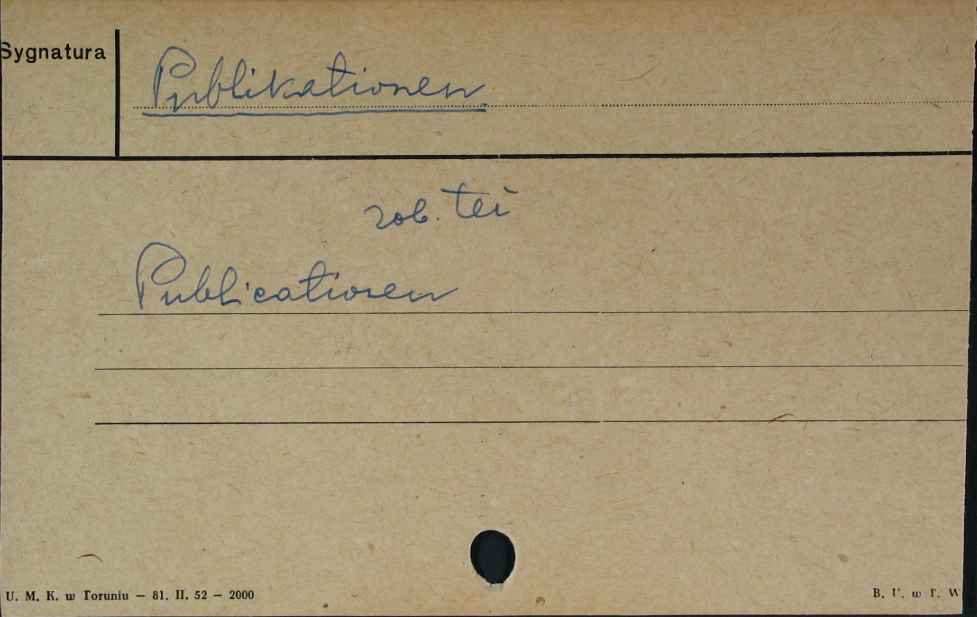 Sygnatura
Publikationen
zob. też
Publicationen
U. M. K. w Toruniu — 81. II. 52 — 2000
B. U. w T. W